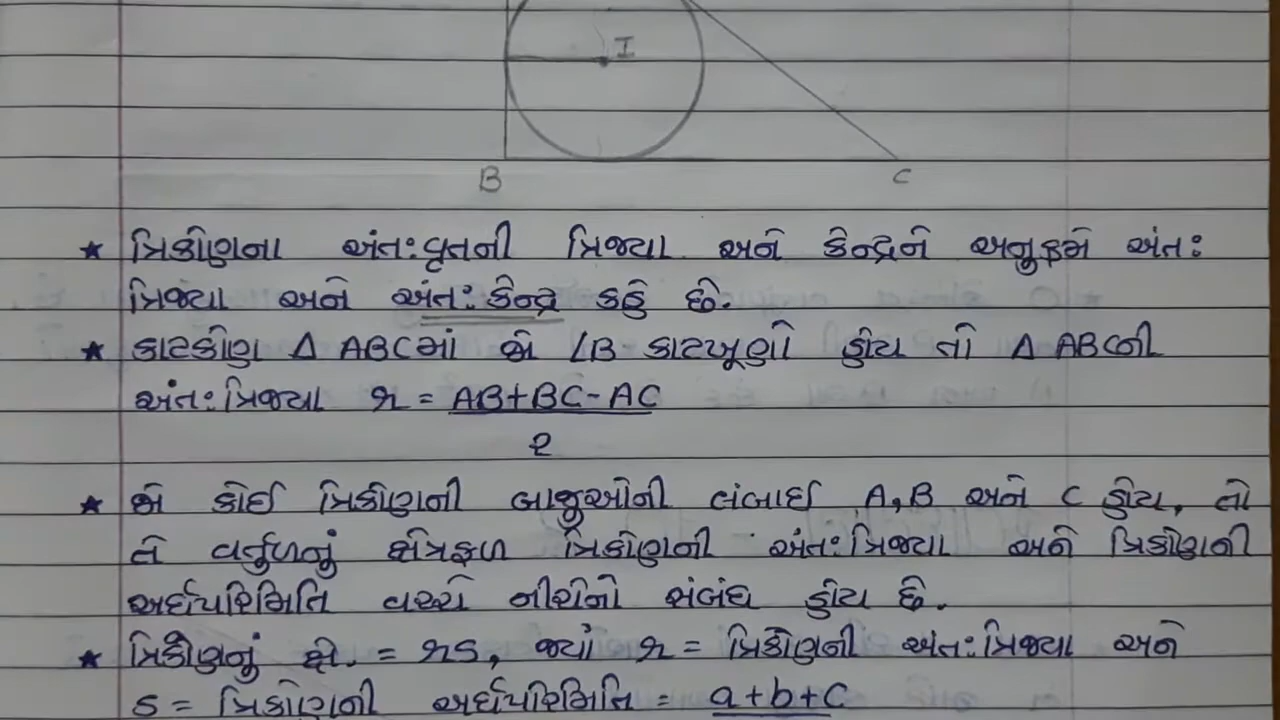 I
B
C
★ ત્રિકોણના અંતઃવૃતની ત્રિજ્યા અને કેન્દ્રને અનુક્રમે અંતઃ
ત્રિજ્યા અને અંતઃકેન્દ્ર કહે છે.
★ કાટકોણ Δ ABCમાં જો ∠B કાટખૂણો હોય તો Δ ABCની
અંતઃત્રિજ્યા r = AB+BC-AC
૨
★ જો કોઈ ત્રિકોણની બાજુઓની લંબાઈ A,B અને C હોય, તો
તે વર્તુળનું ક્ષેત્રફળ ત્રિકોણની અંતઃત્રિજ્યા અને ત્રિકોણની
અર્ધપરિમિતિ વચ્ચે નીચેનો સંબંધ હોય છે.
★ ત્રિકોણનું ક્ષે. = rs, જ્યાં r = ત્રિકોણની અંતઃત્રિજ્યા અને
s = ત્રિકોણની અર્ધપરિમિતિ = a+b+c